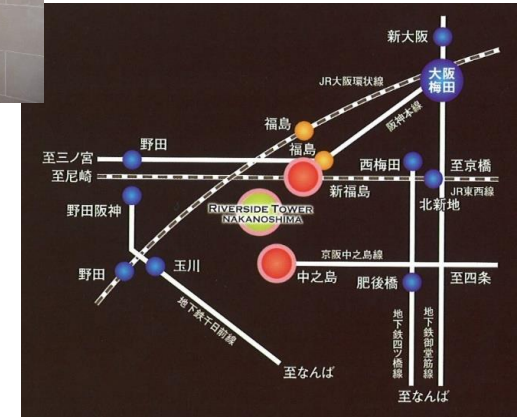 新大阪
大阪
梅田
JR大阪環状線
阪神本線
福島
福島
野田
至三ノ宮
至尼崎
西梅田
至京橋
新福島
JR東西線
北新地
野田阪神
RIVERSIDE TOWER
NAKANOSHIMA
京阪中之島線
野田
玉川
中之島
肥後橋
至四条
地下鉄千日前線
地下鉄四ツ橋線
地下鉄御堂筋線
至なんば
至なんば